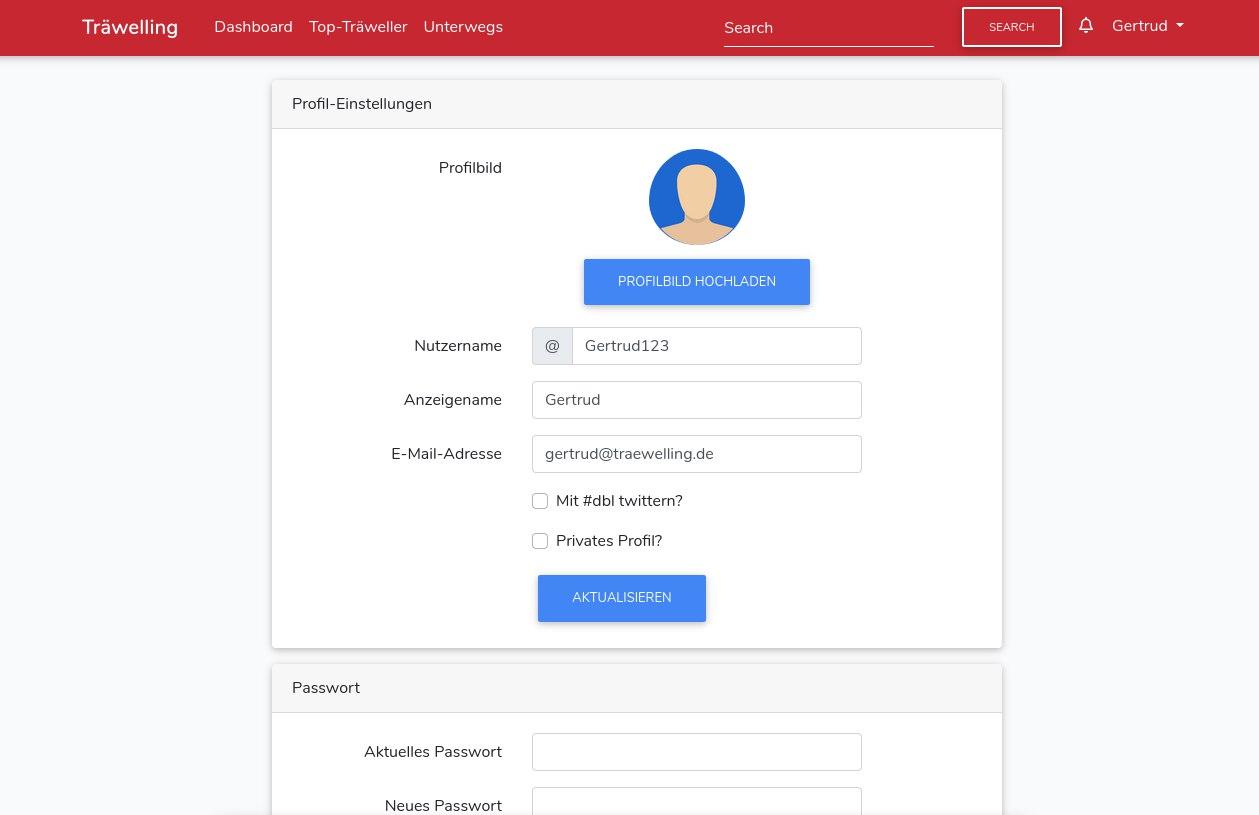 Träwelling Dashboard Top-Träweller Unterwegs Search SEARCH Gertrud
Profil-Einstellungen
Profilbild
PROFILBILD HOCHLADEN
Nutzername @ Gertrud123
Anzeigename Gertrud
E-Mail-Adresse gertrud@traewelling.de
Mit #dbl twittern?
Privates Profil?
AKTUALISIEREN
Passwort
Aktuelles Passwort
Neues Passwort